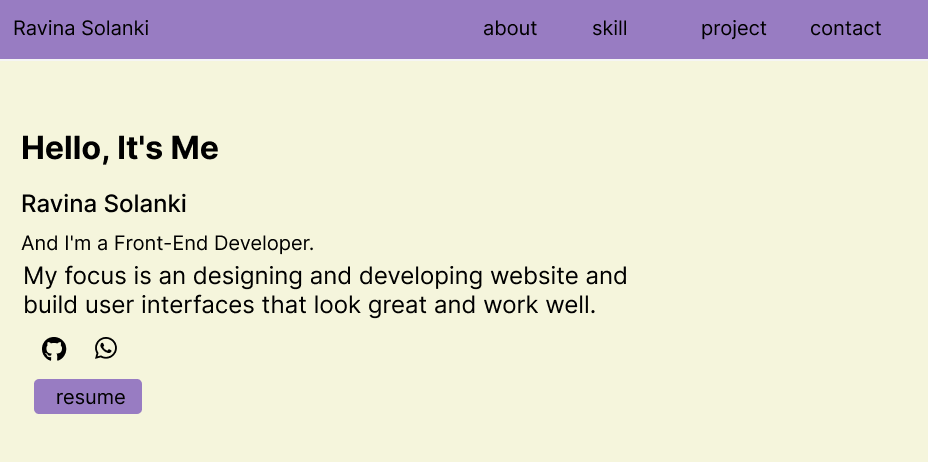 Ravina Solanki about skill project contact
Hello, It's Me
Ravina Solanki
And I'm a Front-End Developer.
My focus is an designing and developing website and
build user interfaces that look great and work well.
resume